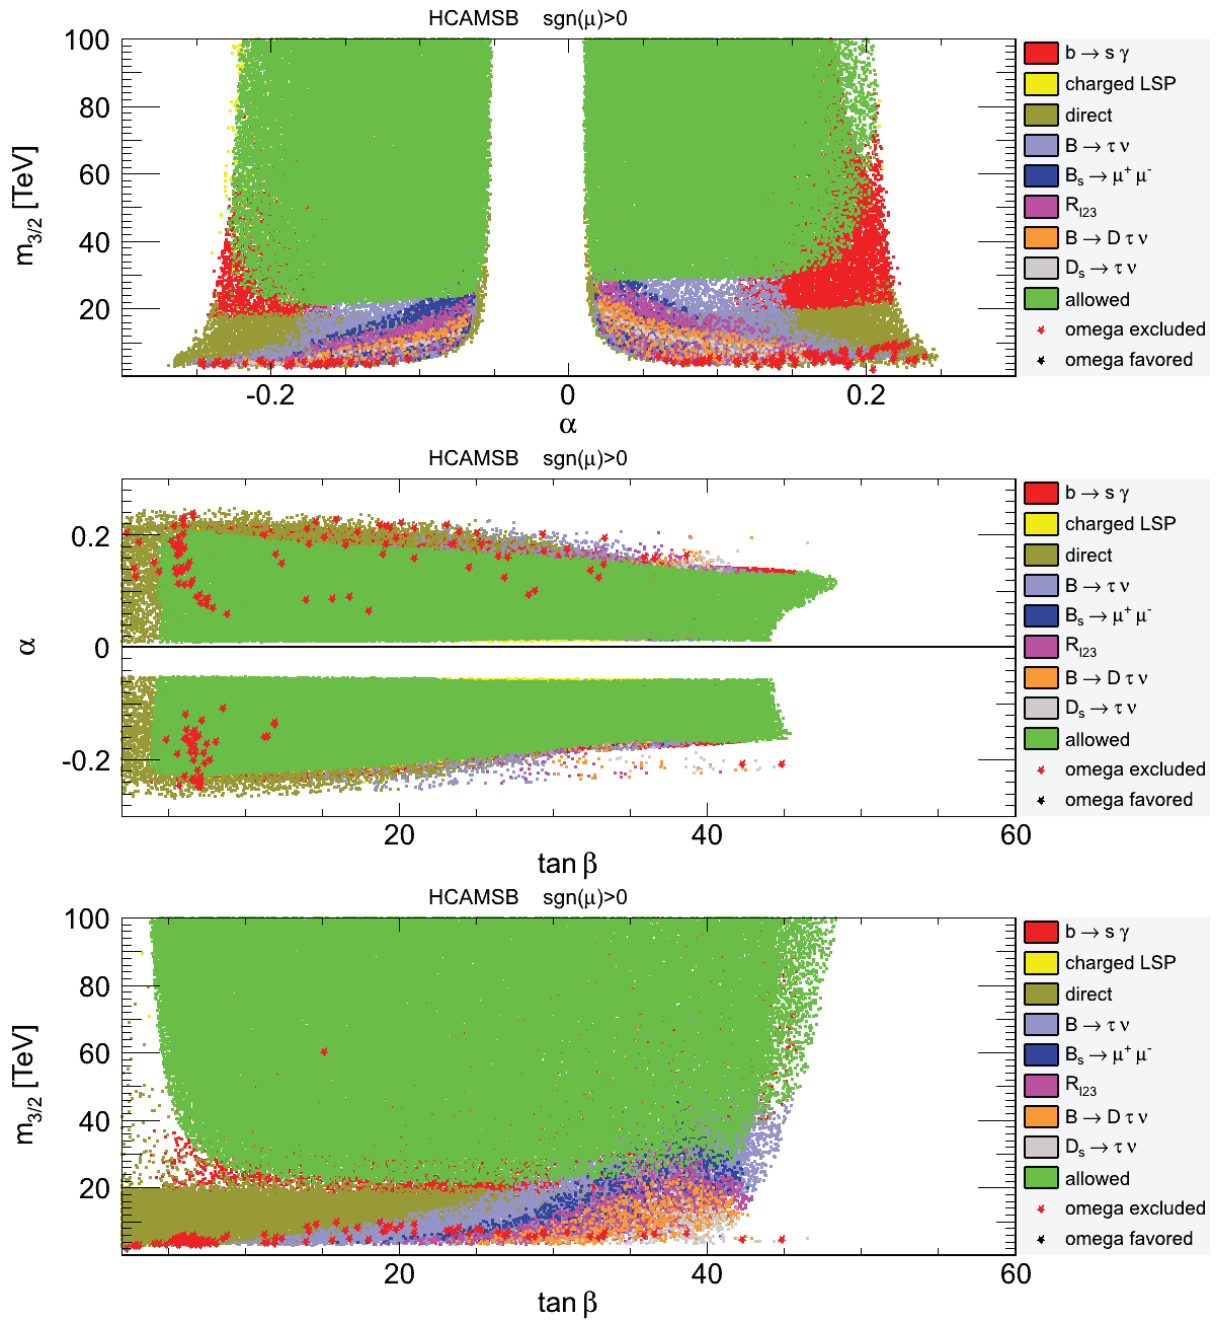 HCAMSB sgn(μ)>0
100
80
60
40
20
m3/2 [TeV]
-0.2 0 0.2
α
b → s γ
charged LSP
direct
B → τ ν
Bs → μ+ μ-
Rl23
B → D τ ν
Ds → τ ν
allowed
omega excluded
omega favored
HCAMSB sgn(μ)>0
0.2
0
-0.2
α
20 40 60
tan β
b → s γ
charged LSP
direct
B → τ ν
Bs → μ+ μ-
Rl23
B → D τ ν
Ds → τ ν
allowed
omega excluded
omega favored
HCAMSB sgn(μ)>0
100
80
60
40
20
m3/2 [TeV]
20 40 60
tan β
b → s γ
charged LSP
direct
B → τ ν
Bs → μ+ μ-
Rl23
B → D τ ν
Ds → τ ν
allowed
omega excluded
omega favored